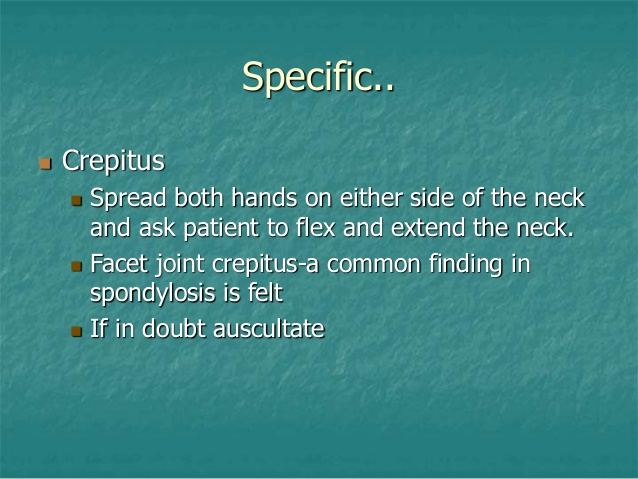 Specific..
Crepitus
Spread both hands on either side of the neck
and ask patient to flex and extend the neck.
Facet joint crepitus-a common finding in
spondylosis is felt
If in doubt auscultate